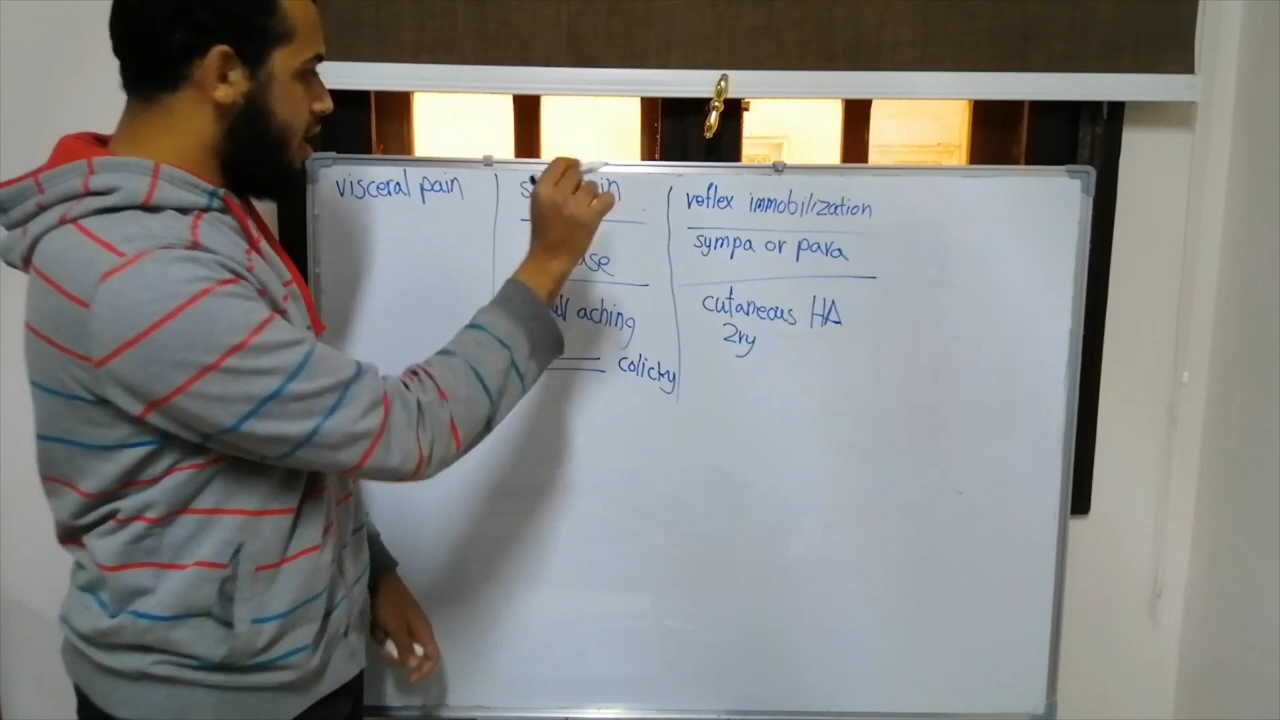 visceral pain
reflex immobilization
sympa or para
cutaneous HA
2ry
aching
colicky